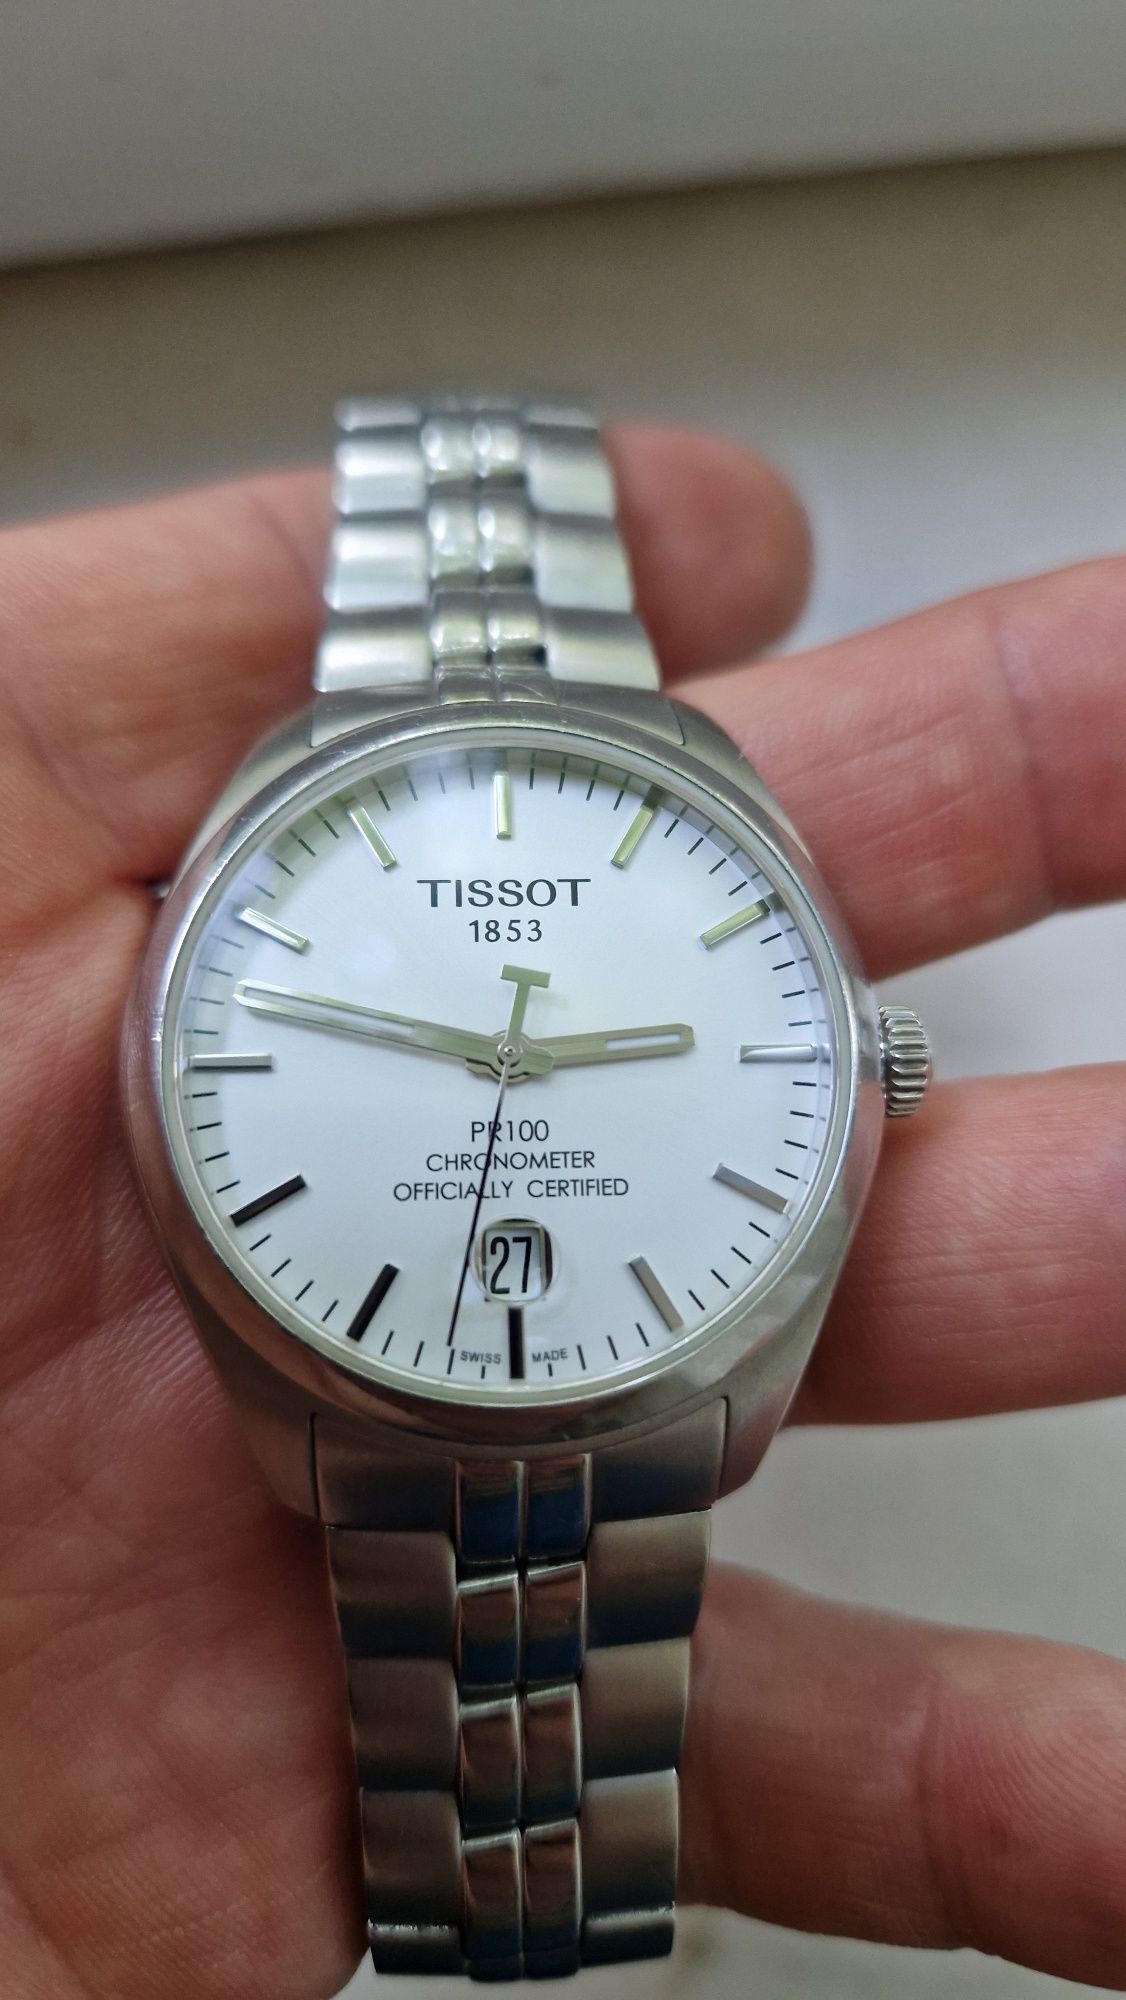 TISSOT
1853
PR100
CHRONOMETER
OFFICIALLY CERTIFIED
27
SWISS MADE